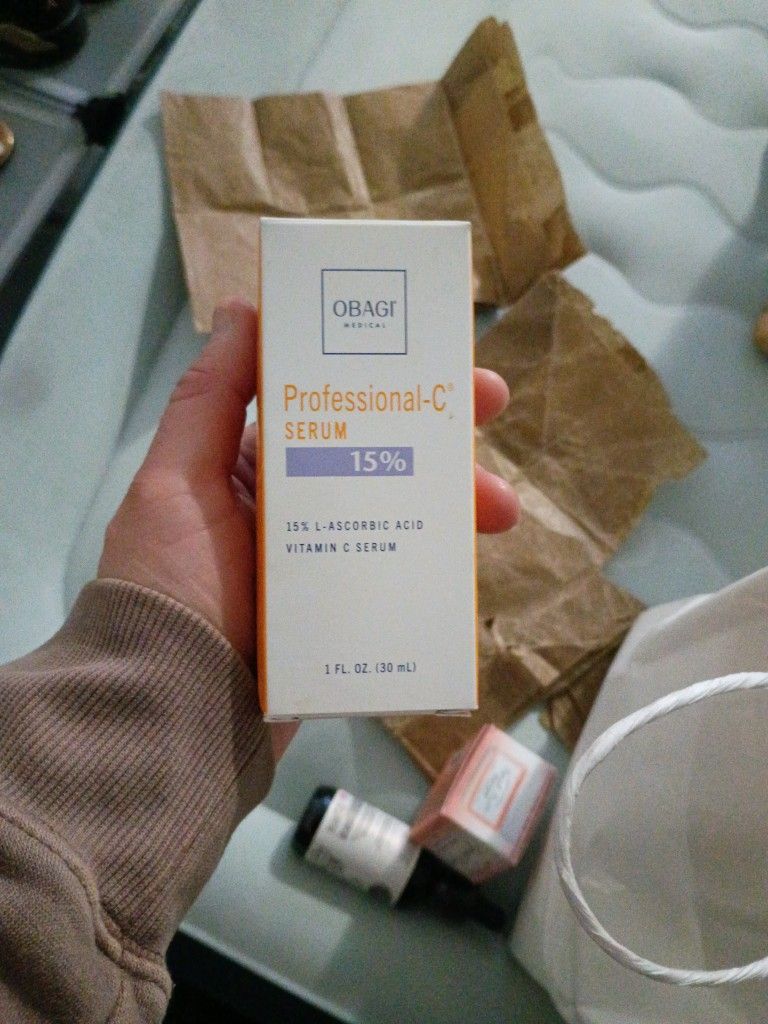 OBAGI
MEDICAL
Professional-C®
SERUM
15%
15% L-ASCORBIC ACID
VITAMIN C SERUM
1 FL. OZ. (30 mL)